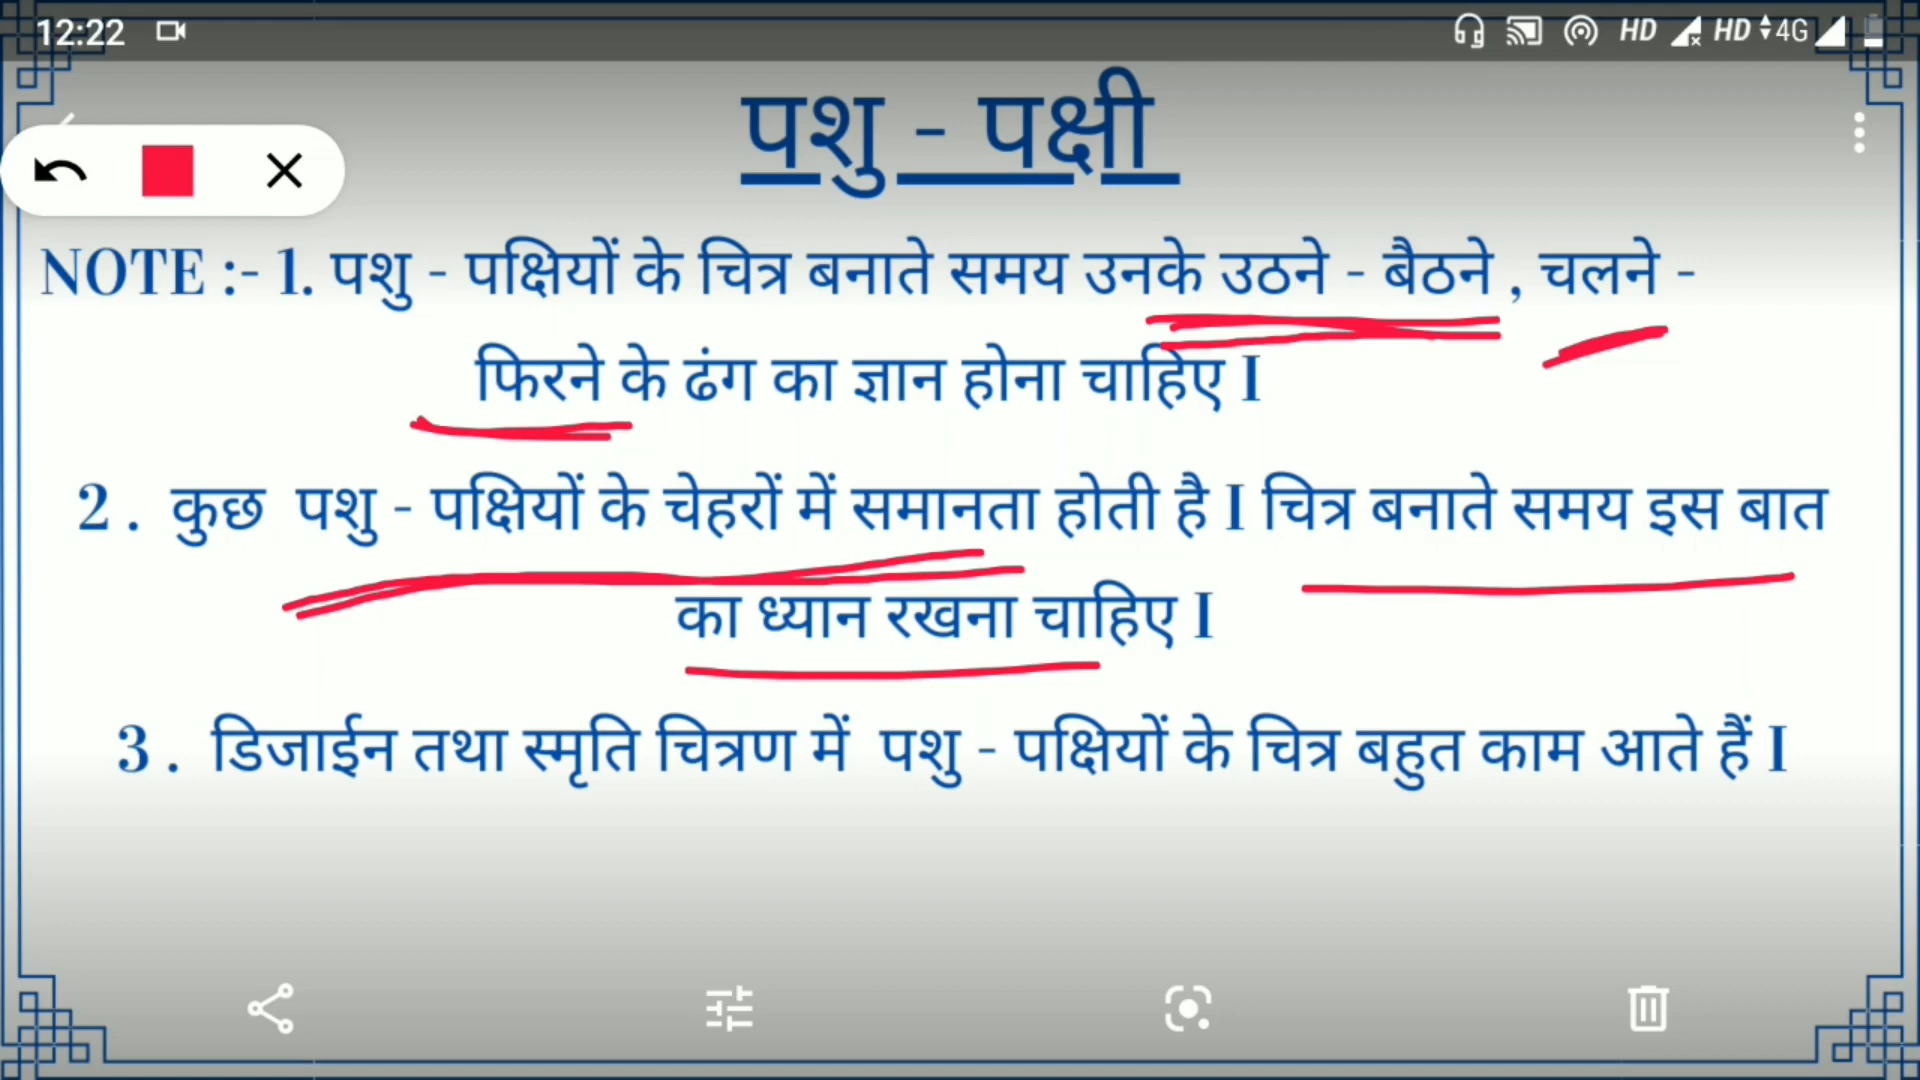 12:22 HD HD 4G
पशु - पक्षी
NOTE :- 1. पशु - पक्षियों के चित्र बनाते समय उनके उठने - बैठने , चलने -
फिरने के ढंग का ज्ञान होना चाहिए I
2 . कुछ पशु - पक्षियों के चेहरों में समानता होती है I चित्र बनाते समय इस बात
का ध्यान रखना चाहिए I
3 . डिजाईन तथा स्मृति चित्रण में पशु - पक्षियों के चित्र बहुत काम आते हैं I